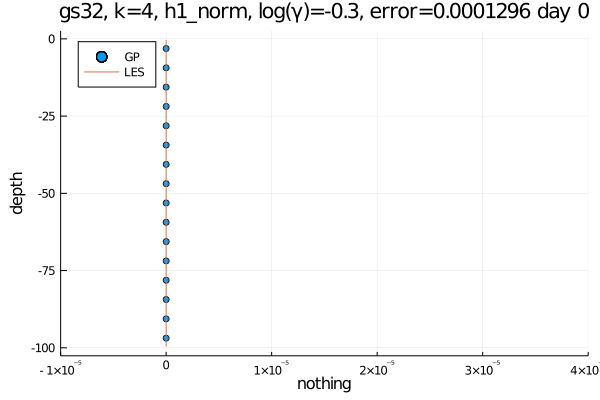 gs32, k=4, h1_norm, log(γ)=-0.3, error=0.0001296 day 0
GP
LES
0
-25
-50
-75
-100
depth
-1×10⁻⁵ 0 1×10⁻⁵ 2×10⁻⁵ 3×10⁻⁵ 4×10
nothing